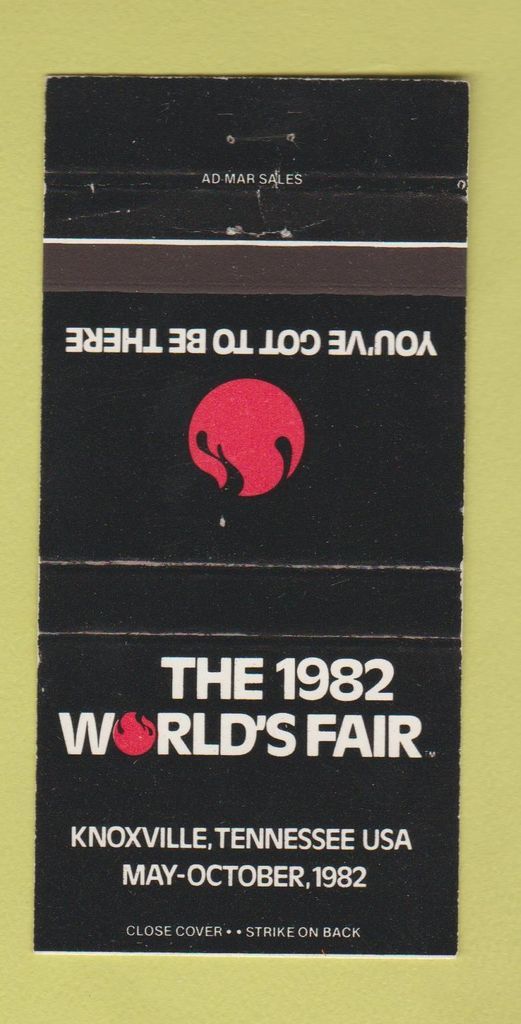 AD-MAR SALES
YOU'VE GOT TO BE THERE
THE 1982
WORLD'S FAIR™
KNOXVILLE, TENNESSEE USA
MAY-OCTOBER, 1982
CLOSE COVER • • STRIKE ON BACK